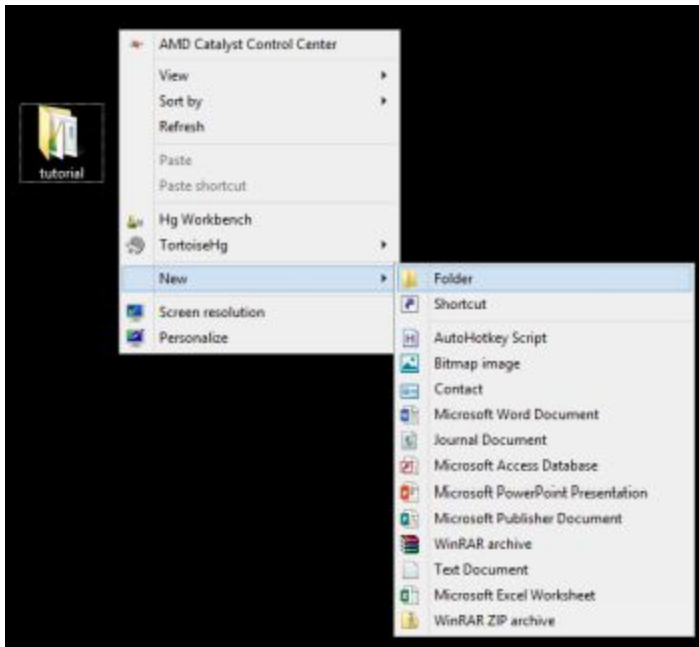 AMD Catalyst Control Center
View
Sort by
Refresh
tutorial
Paste
Paste shortcut
Hg Workbench
TortoiseHg
New
Screen resolution
Personalize
Folder
Shortcut
AutoHotkey Script
Bitmap image
Contact
Microsoft Word Document
Journal Document
Microsoft Access Database
Microsoft PowerPoint Presentation
Microsoft Publisher Document
WinRAR archive
Text Document
Microsoft Excel Worksheet
WinRAR ZIP archive